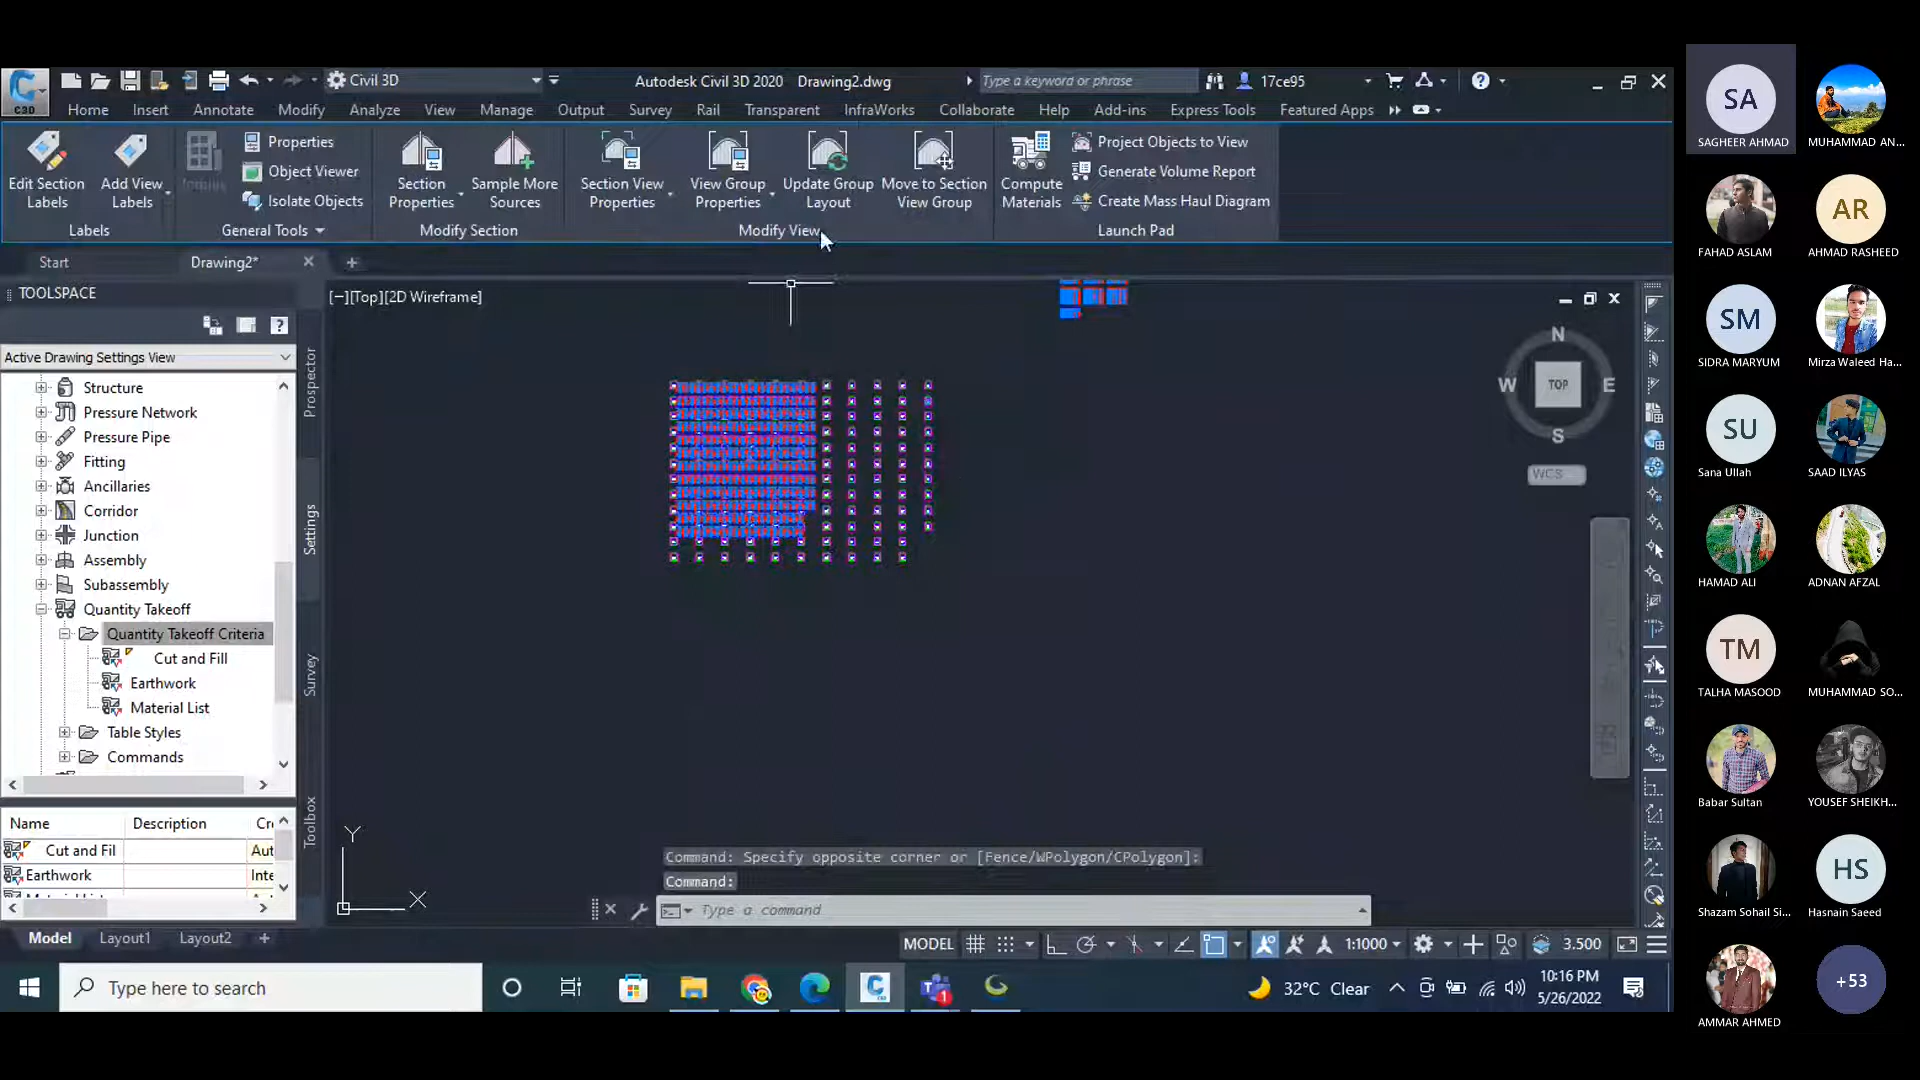 Civil 3D
Autodesk Civil 3D 2020 Drawing2.dwg
Type a keyword or phrase
17ce95
C3D
Home Insert Annotate Modify Analyze View Manage Output Survey Rail Transparent InfraWorks Collaborate Help Add-ins Express Tools Featured Apps
Edit Section Labels
Add View Labels
Labels
Properties
Object Viewer
Isolate Objects
General Tools
Section Properties
Sample More Sources
Modify Section
Section View Properties
View Group Properties
Update Group Layout
Move to Section View Group
Modify View
Compute Materials
Project Objects to View
Generate Volume Report
Create Mass Haul Diagram
Launch Pad
Start
Drawing2*
TOOLSPACE
Active Drawing Settings View
Structure
Pressure Network
Pressure Pipe
Fitting
Ancillaries
Corridor
Junction
Assembly
Subassembly
Quantity Takeoff
Quantity Takeoff Criteria
Cut and Fill
Earthwork
Material List
Table Styles
Commands
Prospector
Settings
Survey
Toolbox
Name Description Cr
Cut and Fil Aut
Earthwork Inte
[−][Top][2D Wireframe]
N
W TOP E
S
WCS
Y
X
Command: Specify opposite corner or [Fence/WPolygon/CPolygon]:
Command:
Type a command
Model Layout1 Layout2 +
MODEL 1:1000 3.500
Type here to search
1
32°C Clear
10:16 PM
5/26/2022
SA
SAGHEER AHMAD
MUHAMMAD AN...
FAHAD ASLAM
AR
AHMAD RASHEED
SM
SIDRA MARYUM
Mirza Waleed Ha...
SU
Sana Ullah
SAAD ILYAS
HAMAD ALI
ADNAN AFZAL
TM
TALHA MASOOD
MUHAMMAD SO...
Babar Sultan
YOUSEF SHEIKH...
Shazam Sohail Si...
HS
Hasnain Saeed
AMMAR AHMED
+53